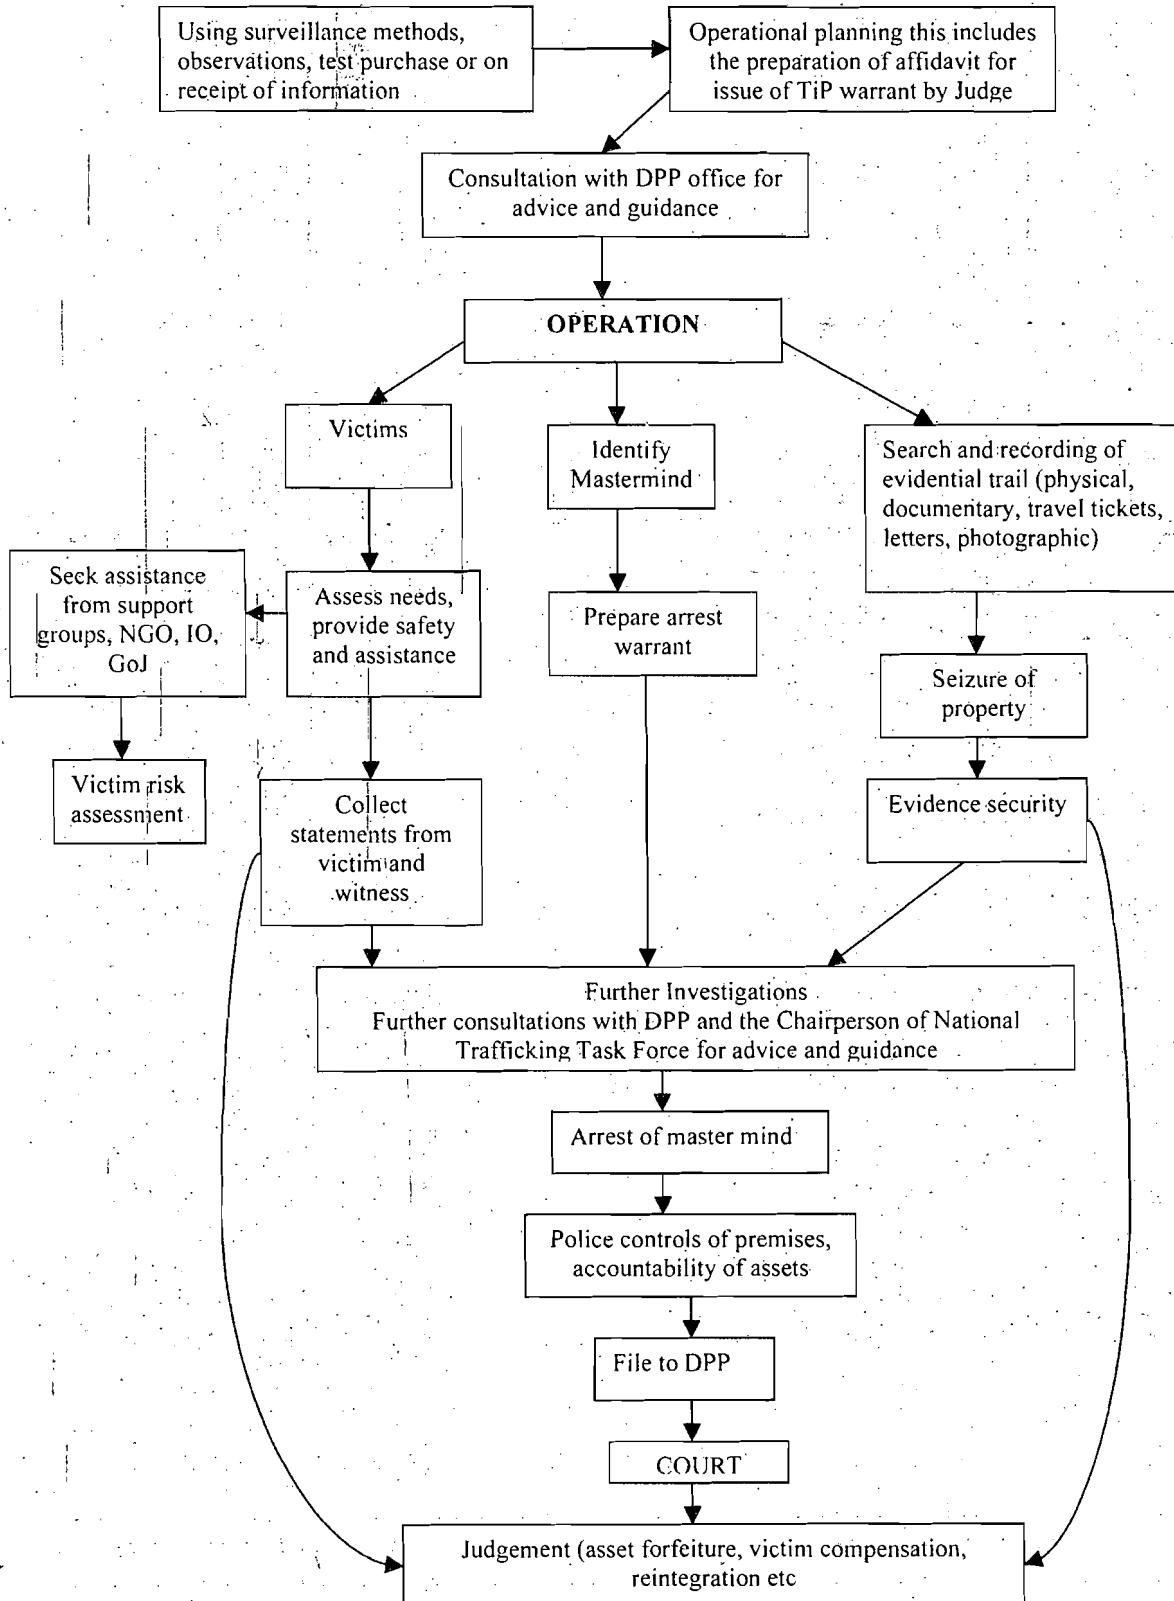 Using surveillance methods,
observations, test purchase or on
receipt of information
Operational planning this includes
the preparation of affidavit for
issue of TiP warrant by Judge
Consultation with DPP office for
advice and guidance
OPERATION
Victims
Identify
Mastermind
Search and recording of
evidential trail (physical,
documentary, travel tickets,
letters, photographic)
Seek assistance
from support
groups, NGO, IO,
GoJ
Assess needs,
provide safety
and assistance
Prepare arrest
warrant
Seizure of
property
Victim risk
assessment
Collect
statements from
victim and
witness
Evidence security
Further Investigations
Further consultations with DPP and the Chairperson of National
Trafficking Task Force for advice and guidance
Arrest of master mind
Police controls of premises,
accountability of assets
File to DPP
COURT
Judgement (asset forfeiture, victim compensation,
reintegration etc